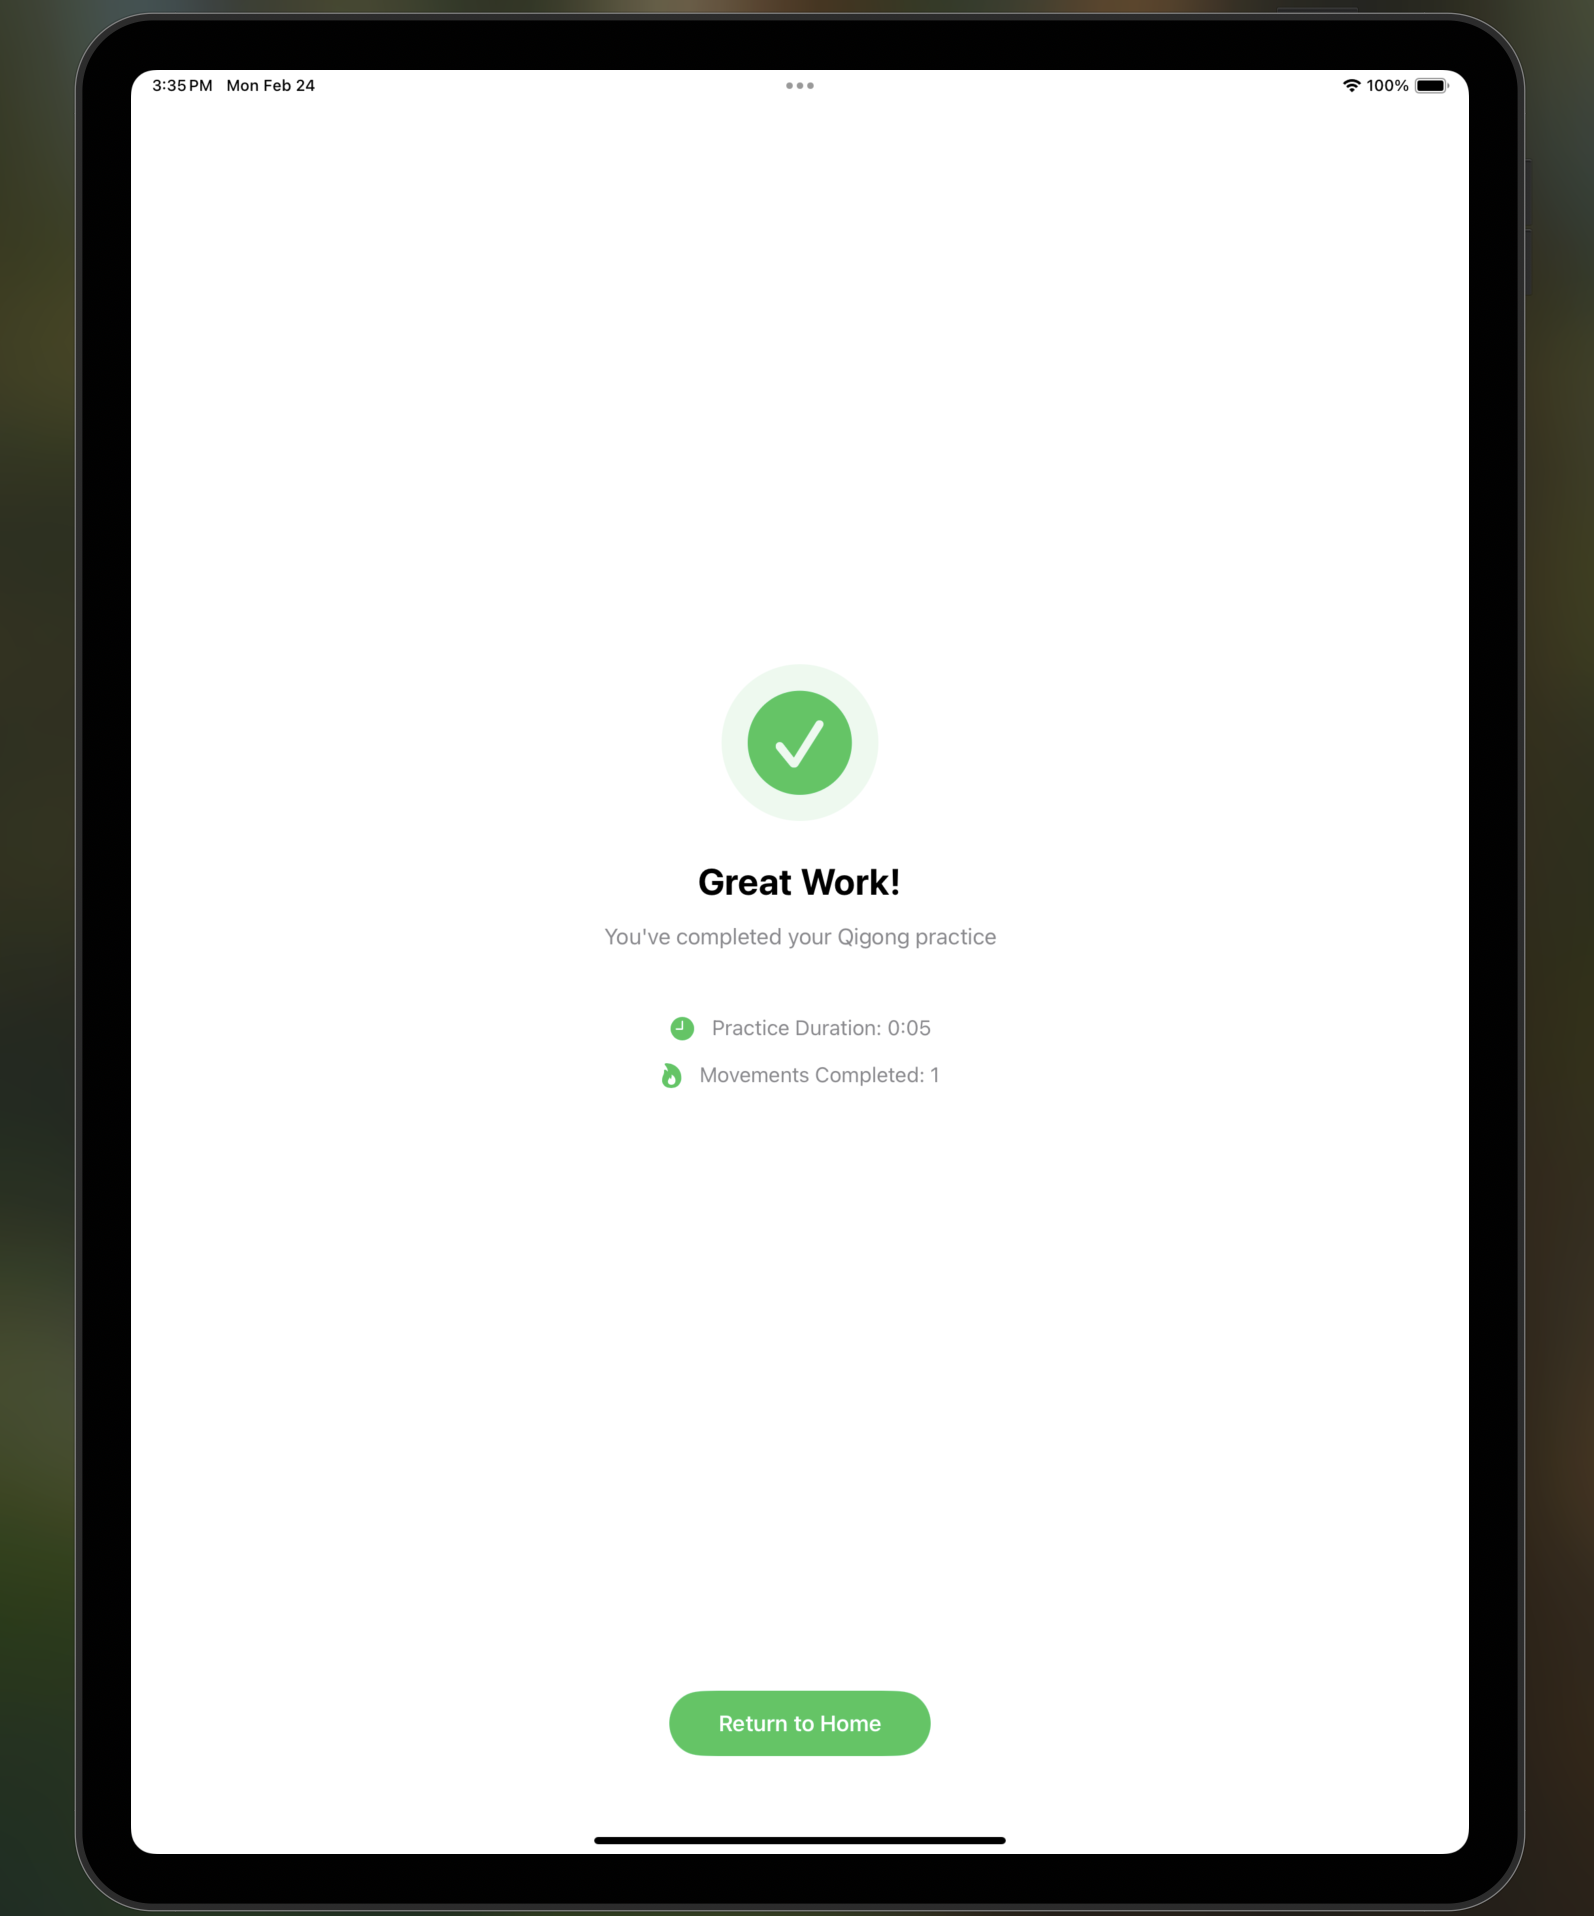 3:35 PM Mon Feb 24
100%
Great Work!
You've completed your Qigong practice
Practice Duration: 0:05
Movements Completed: 1
Return to Home